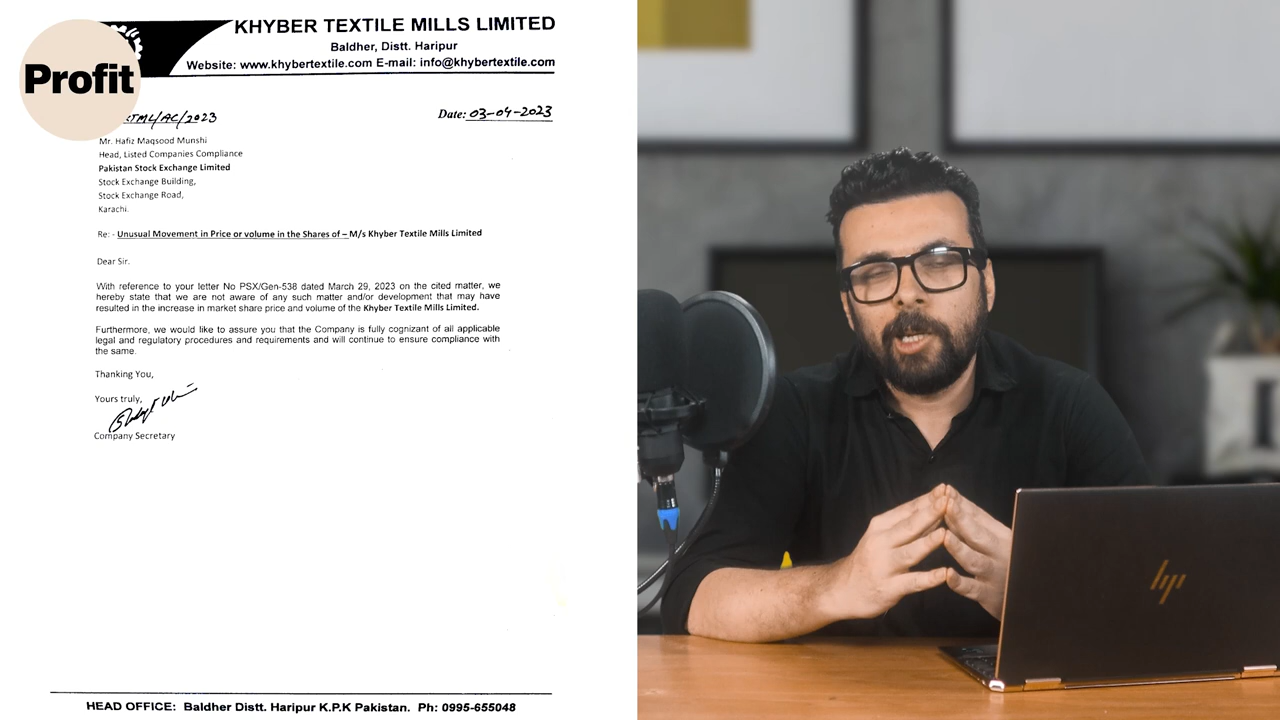 KHYBER TEXTILE MILLS LIMITED
Baldher, Distt. Haripur
Website: www.khybertextile.com E-mail: info@khybertextile.com
Profit
KTML/AC/2023
Date: 03-04-2023
Mr. Hafiz Maqsood Munshi
Head, Listed Companies Compliance
Pakistan Stock Exchange Limited
Stock Exchange Building,
Stock Exchange Road,
Karachi.
Re: - Unusual Movement in Price or volume in the Shares of – M/s Khyber Textile Mills Limited
Dear Sir.
With reference to your letter No PSX/Gen-538 dated March 29, 2023 on the cited matter, we
hereby state that we are not aware of any such matter and/or development that may have
resulted in the increase in market share price and volume of the Khyber Textile Mills Limited.
Furthermore, we would like to assure you that the Company is fully cognizant of all applicable
legal and regulatory procedures and requirements and will continue to ensure compliance with
the same.
Thanking You,
Yours truly,
Company Secretary
HEAD OFFICE: Baldher Distt. Haripur K.P.K Pakistan. Ph: 0995-655048
hp